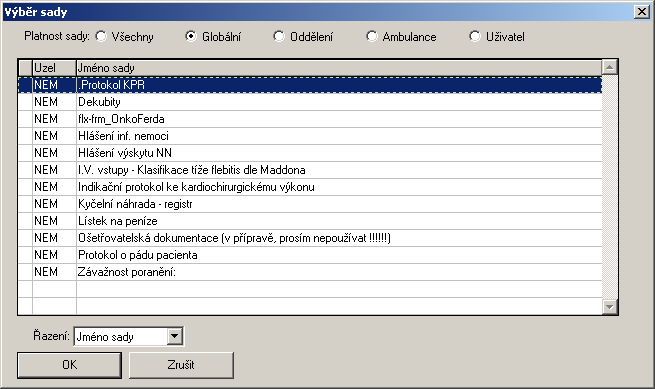 Výběr sady
Platnost sady: Všechny Globální Oddělení Ambulance Uživatel
Uzel Jméno sady
NEM .Protokol KPR
NEM Dekubity
NEM flx-frm_OnkoFerda
NEM Hlášení inf. nemoci
NEM Hlášení výskytu NN
NEM I.V. vstupy - Klasifikace tíže flebitis dle Maddona
NEM Indikační protokol ke kardiochirurgickému výkonu
NEM Kyčelní náhrada - registr
NEM Lístek na peníze
NEM Ošetřovatelská dokumentace (v přípravě, prosím nepoužívat !!!!!!)
NEM Protokol o pádu pacienta
NEM Závažnost poranění:
Řazení: Jméno sady
OK Zrušit